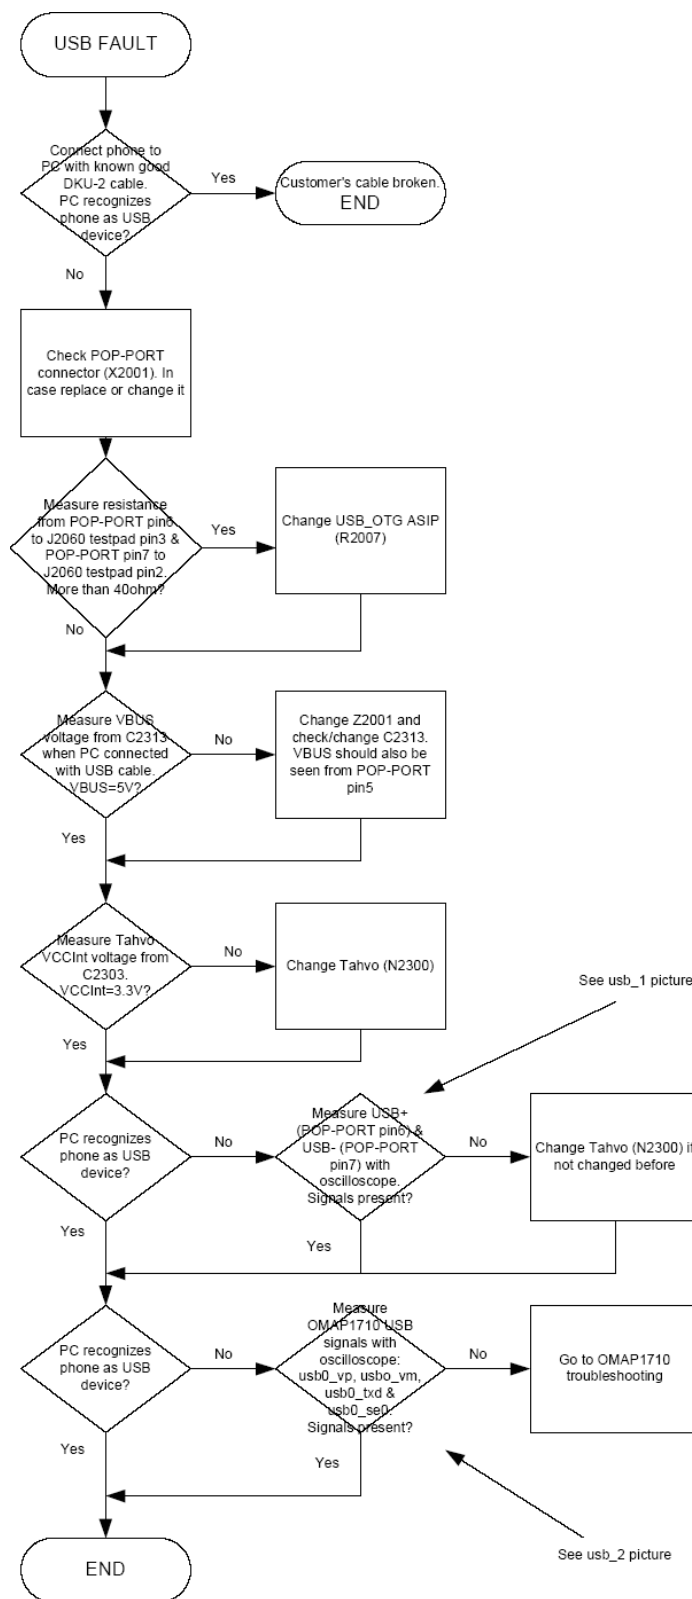 USB FAULT
Connect phone to
PC with known good
DKU-2 cable.
PC recognizes
phone as USB
device?
Yes
Customer's cable broken.
END
No
Check POP-PORT
connector (X2001). In
case replace or change it
Measure resistance
from POP-PORT pin6
to J2060 testpad pin3 &
POP-PORT pin7 to
J2060 testpad pin2.
More than 40ohm?
Yes
Change USB_OTG ASIP
(R2007)
No
Measure VBUS
voltage from C2313
when PC connected
with USB cable.
VBUS=5V?
No
Change Z2001 and
check/change C2313.
VBUS should also be
seen from POP-PORT
pin5
Yes
Measure Tahvo
VCCInt voltage from
C2303.
VCCInt=3.3V?
No
Change Tahvo (N2300)
See usb_1 picture
Yes
PC recognizes
phone as USB
device?
No
Measure USB+
(POP-PORT pin6) &
USB- (POP-PORT
pin7) with
oscilloscope.
Signals present?
No
Change Tahvo (N2300) if
not changed before
Yes
Yes
PC recognizes
phone as USB
device?
No
Measure
OMAP1710 USB
signals with
oscilloscope:
usb0_vp, usbo_vm,
usb0_txd &
usb0_se0.
Signals present?
No
Go to OMAP1710
troubleshooting
Yes
Yes
See usb_2 picture
END